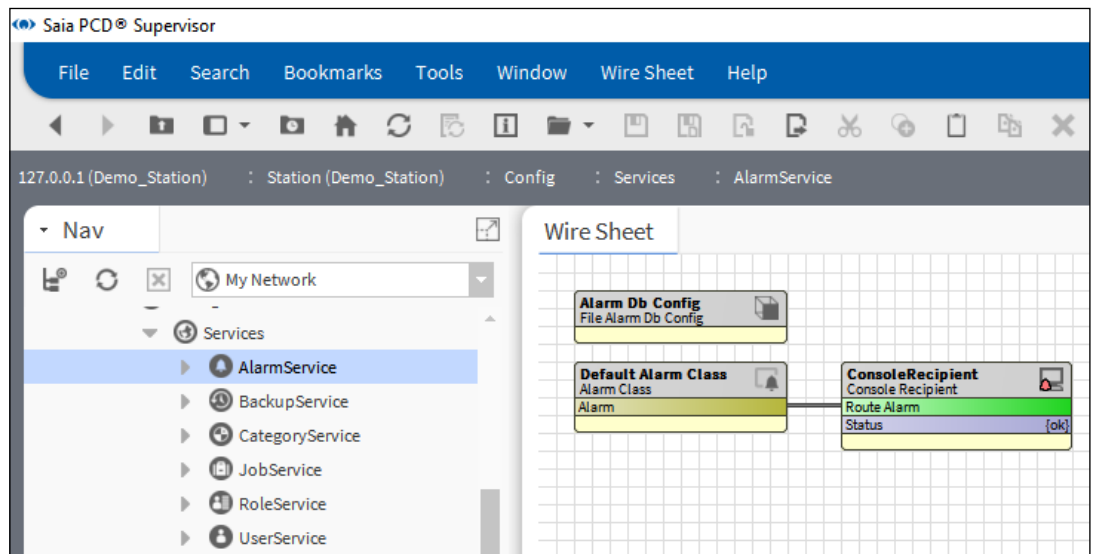 Saia PCD® Supervisor
File Edit Search Bookmarks Tools Window Wire Sheet Help
127.0.0.1 (Demo_Station) : Station (Demo_Station) : Config : Services : AlarmService
Nav
Wire Sheet
My Network
Services
AlarmService
BackupService
CategoryService
JobService
RoleService
UserService
Alarm Db Config
File Alarm Db Config
Default Alarm Class
Alarm Class
Alarm
ConsoleRecipient
Console Recipient
Route Alarm
Status {ok}